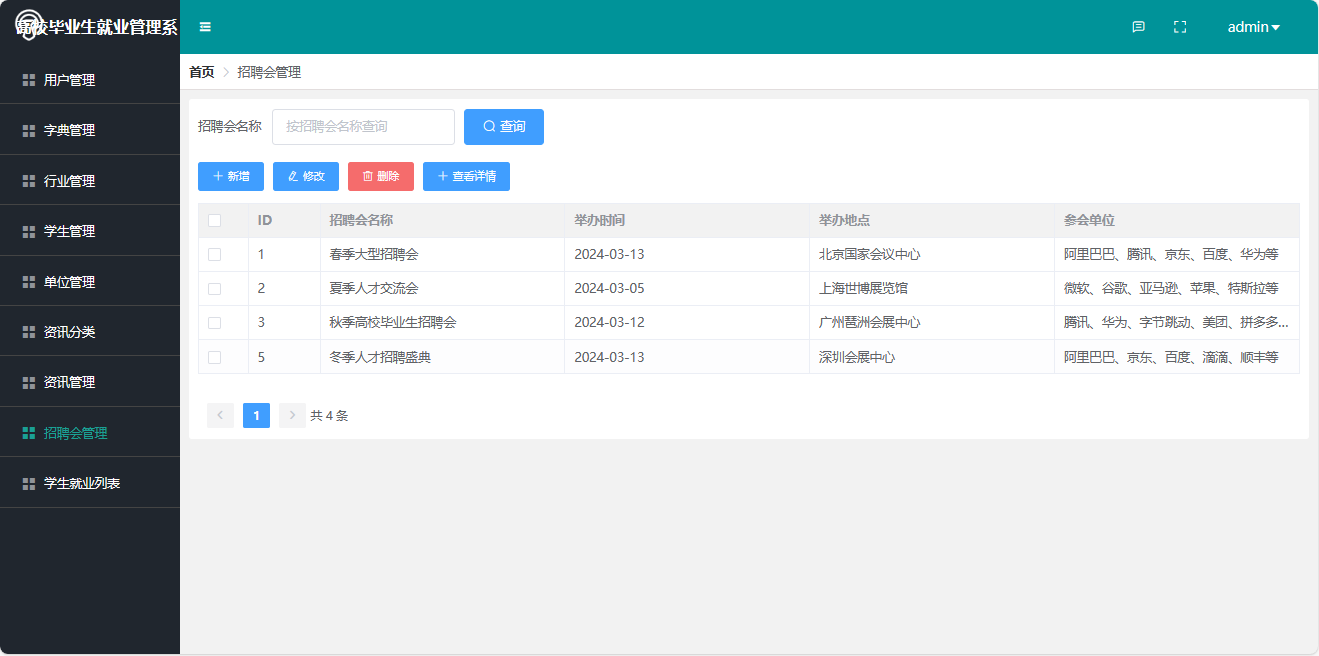 高校毕业生就业管理系
admin
用户管理
字典管理
行业管理
学生管理
单位管理
资讯分类
资讯管理
招聘会管理
学生就业列表
首页 招聘会管理
招聘会名称 按招聘会名称查询 查询
新增 修改 删除 查看详情
ID 招聘会名称 举办时间 举办地点 参会单位
1 春季大型招聘会 2024-03-13 北京国家会议中心 阿里巴巴、腾讯、京东、百度、华为等
2 夏季人才交流会 2024-03-05 上海世博展览馆 微软、谷歌、亚马逊、苹果、特斯拉等
3 秋季高校毕业生招聘会 2024-03-12 广州琶洲会展中心 腾讯、华为、字节跳动、美团、拼多多...
5 冬季人才招聘盛典 2024-03-13 深圳会展中心 阿里巴巴、京东、百度、滴滴、顺丰等
1 共 4 条